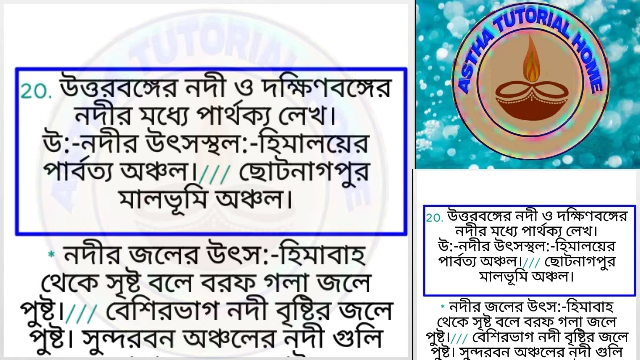 20. উত্তরবঙ্গের নদী ও দক্ষিণবঙ্গের
নদীর মধ্যে পার্থক্য লেখ।
উ:-নদীর উৎসস্থল:-হিমালয়ের
পার্বত্য অঞ্চল।/// ছোটনাগপুর
মালভূমি অঞ্চল।
* নদীর জলের উৎস:-হিমাবাহ
থেকে সৃষ্ট বলে বরফ গলা জলে
পুষ্ট।/// বেশিরভাগ নদী বৃষ্টির জলে
পুষ্ট। সুন্দরবন অঞ্চলের নদী গুলি
ASTHA TUTORIAL HOME
20. উত্তরবঙ্গের নদী ও দক্ষিণবঙ্গের
নদীর মধ্যে পার্থক্য লেখ।
উ:-নদীর উৎসস্থল:-হিমালয়ের
পার্বত্য অঞ্চল।/// ছোটনাগপুর
মালভূমি অঞ্চল।
* নদীর জলের উৎস:-হিমাবাহ
থেকে সৃষ্ট বলে বরফ গলা জলে
পুষ্ট।/// বেশিরভাগ নদী বৃষ্টির জলে
পুষ্ট। সুন্দরবন অঞ্চলের নদী গুলি